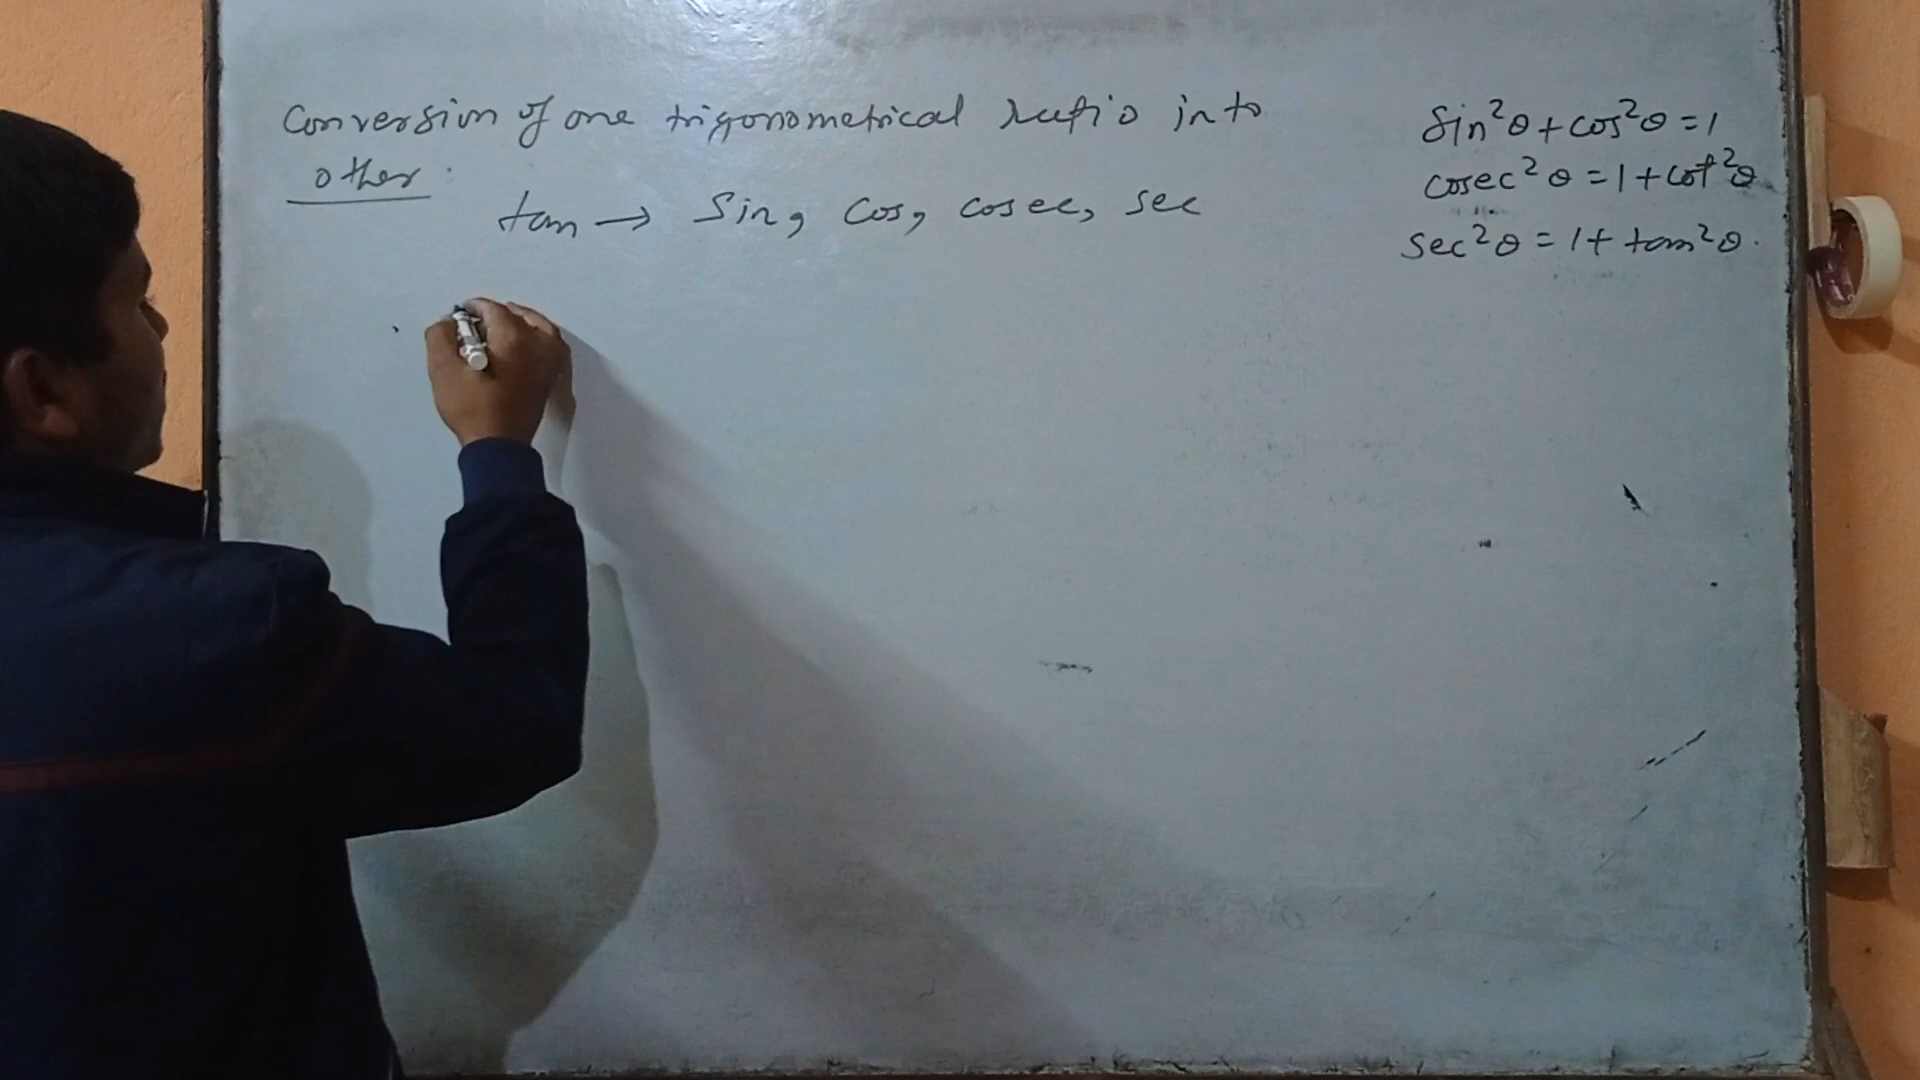 Conversion of one trigonometrical ratio into
other.
tan → Sin, Cos, cosec, sec
Sin²θ + cos²θ = 1
cosec²θ = 1 + cot²θ
sec²θ = 1 + tan²θ.